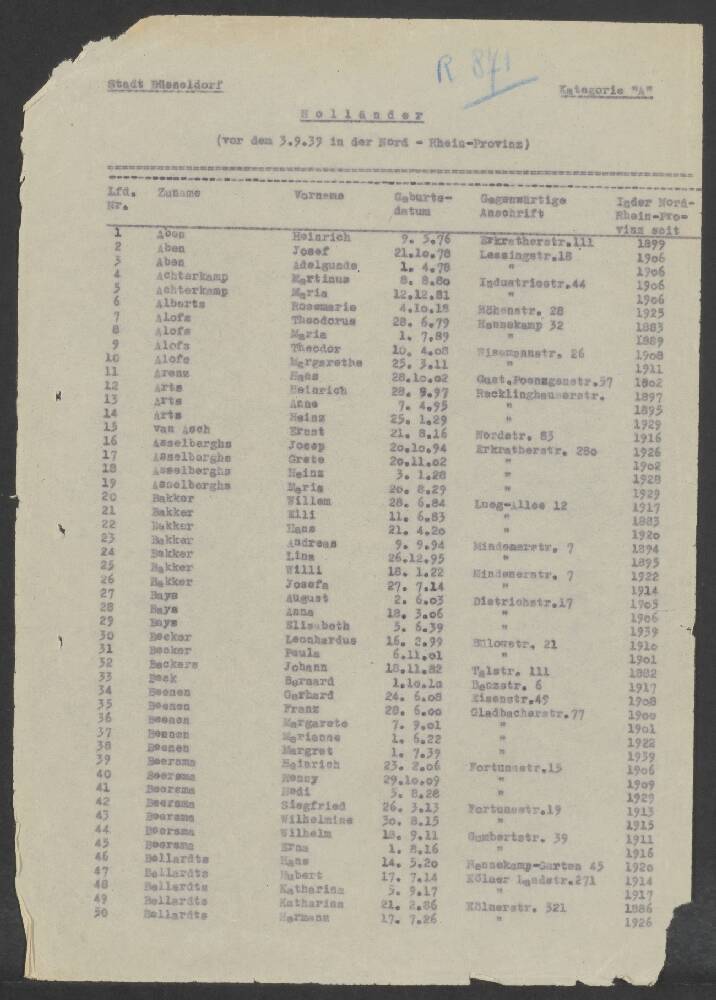 R 871
Stadt Düsseldorf Kategorie "A"
Holländer
(vor dem 3.9.39 in der Nord - Rhein-Provinz)
Lfd. Zuname Vorname Geburts- Gegenwärtige In der Nord-
Nr. datum Anschrift Rhein-Pro-
vinz seit
1 Aben Heinrich 9. 3.76 Erkratherstr.111 1899
2 Aben Josef 21.10.78 Lessingstr.18 1906
3 Aben Adelgunde 1. 4.78 " 1906
4 Achterkamp Martinus 8. 8.80 Industriestr.44 1906
5 Achterkamp Maria 12.12.81 " 1906
6 Alberts Rosemarie 4.10.18 Höhenstr. 28 1925
7 Alofs Theodorus 28. 6.79 Hennekamp 32 1883
8 Alofs Maria 1. 7.89 " 1889
9 Alofs Theodor 10. 4.08 Wissmannstr. 26 1908
10 Alofs Margarethe 25. 3.11 " 1911
11 Arenz Hans 28.10.02 Gust.Poensgenstr.57 1802
12 Arts Heinrich 28. 9.97 Recklinghauserstr. 1897
13 Arts Anna 7. 4.95 " 1895
14 Arts Heinz 25. 1.29 " 1929
15 van Asch Ernst 21. 8.16 Nordstr. 83 1916
16 Asselberghs Josep 20.10.94 Erkratherstr. 280 1926
17 Asselberghs Grete 20.11.02 " 1902
18 Asselberghs Heinz 3. 1.28 " 1928
19 Asselberghs Maria 20. 8.29 " 1929
20 Bakker Willem 28. 6.84 Lueg-Allee 12 1917
21 Bakker Elli 11. 6.83 " 1883
22 Bakker Hans 21. 4.20 " 1920
23 Bakkar Andreas 9. 9.94 Mindenerstr. 7 1894
24 Bakker Lina 26.12.95 " 1895
25 Bakker Willi 18. 1.22 Mindenerstr. 7 1922
26 Bakker Josefa 27. 7.14 " 1914
27 Bays August 2. 6.03 Dietrichstr.17 1903
28 Bays Anna 18. 3.06 " 1906
29 Bays Elisabeth 5. 6.39 " 1939
30 Becker Leonhardus 16. 2.99 Bülowstr. 21 1910
31 Becker Paula 6.11.01 " 1901
32 Beckers Johann 18.11.82 Talstr. 111 1882
33 Beek Bernard 1.10.10 Benzstr. 6 1917
34 Beenen Gerhard 24. 6.08 Eisenstr.49 1908
35 Beenen Franz 28. 6.00 Gladbacherstr.77 1900
36 Beenen Margarete 7. 9.01 " 1901
37 Beenen Marianne 1. 6.22 " 1922
38 Beenen Margret 1. 7.39 " 1939
39 Beersma Heinrich 23. 2.06 Fortunastr.15 1906
40 Beersma Henny 29.10.09 " 1909
41 Beersma Hedi 5. 8.28 " 1929
42 Beersma Siegfried 26. 3.13 Fortunastr.19 1913
43 Beersma Wilhelmine 30. 8.15 " 1915
44 Beersma Wilhelm 18. 9.11 Gumbertstr. 39 1911
45 Beersma Erna 1. 8.16 " 1916
46 Bellardts Hans 14. 5.20 Hennekamp-Garten 45 1920
47 Bellardts Hubert 17. 7.14 Kölner Landstr.271 1914
48 Bellardts Katharina 5. 9.17 " 1917
49 Bellardts Katharina 21. 2.86 Kölnerstr. 321 1886
50 Bellardts Hermann 17. 7.26 " 1926